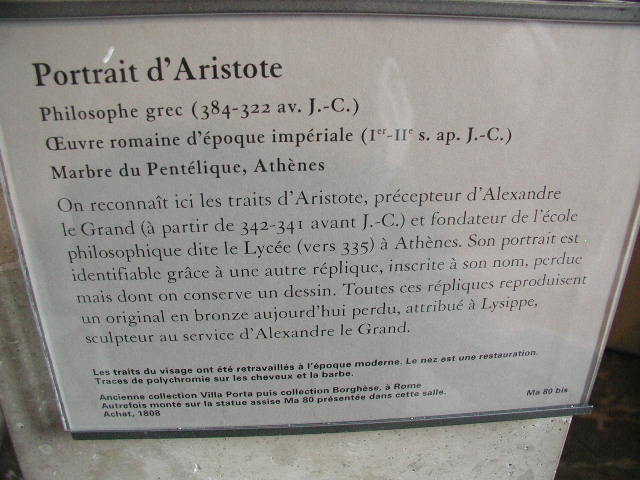 Portrait d'Aristote
Philosophe grec (384-322 av. J.-C.)
Œuvre romaine d'époque impériale (Ier-IIe s. ap. J.-C.)
Marbre du Pentélique, Athènes
On reconnaît ici les traits d'Aristote, précepteur d'Alexandre
le Grand (à partir de 342-341 avant J.-C.) et fondateur de l'école
philosophique dite le Lycée (vers 335) à Athènes. Son portrait est
identifiable grâce à une autre réplique, inscrite à son nom, perdue
mais dont on conserve un dessin. Toutes ces répliques reproduisent
un original en bronze aujourd'hui perdu, attribué à Lysippe,
sculpteur au service d'Alexandre le Grand.
Les traits du visage ont été retravaillés à l'époque moderne. Le nez est une restauration.
Traces de polychromie sur les cheveux et la barbe.
Ancienne collection Villa Porta puis collection Borghèse, à Rome
Autrefois monté sur la statue assise Ma 80 présentée dans cette salle.
Achat, 1808
Ma 80 bis